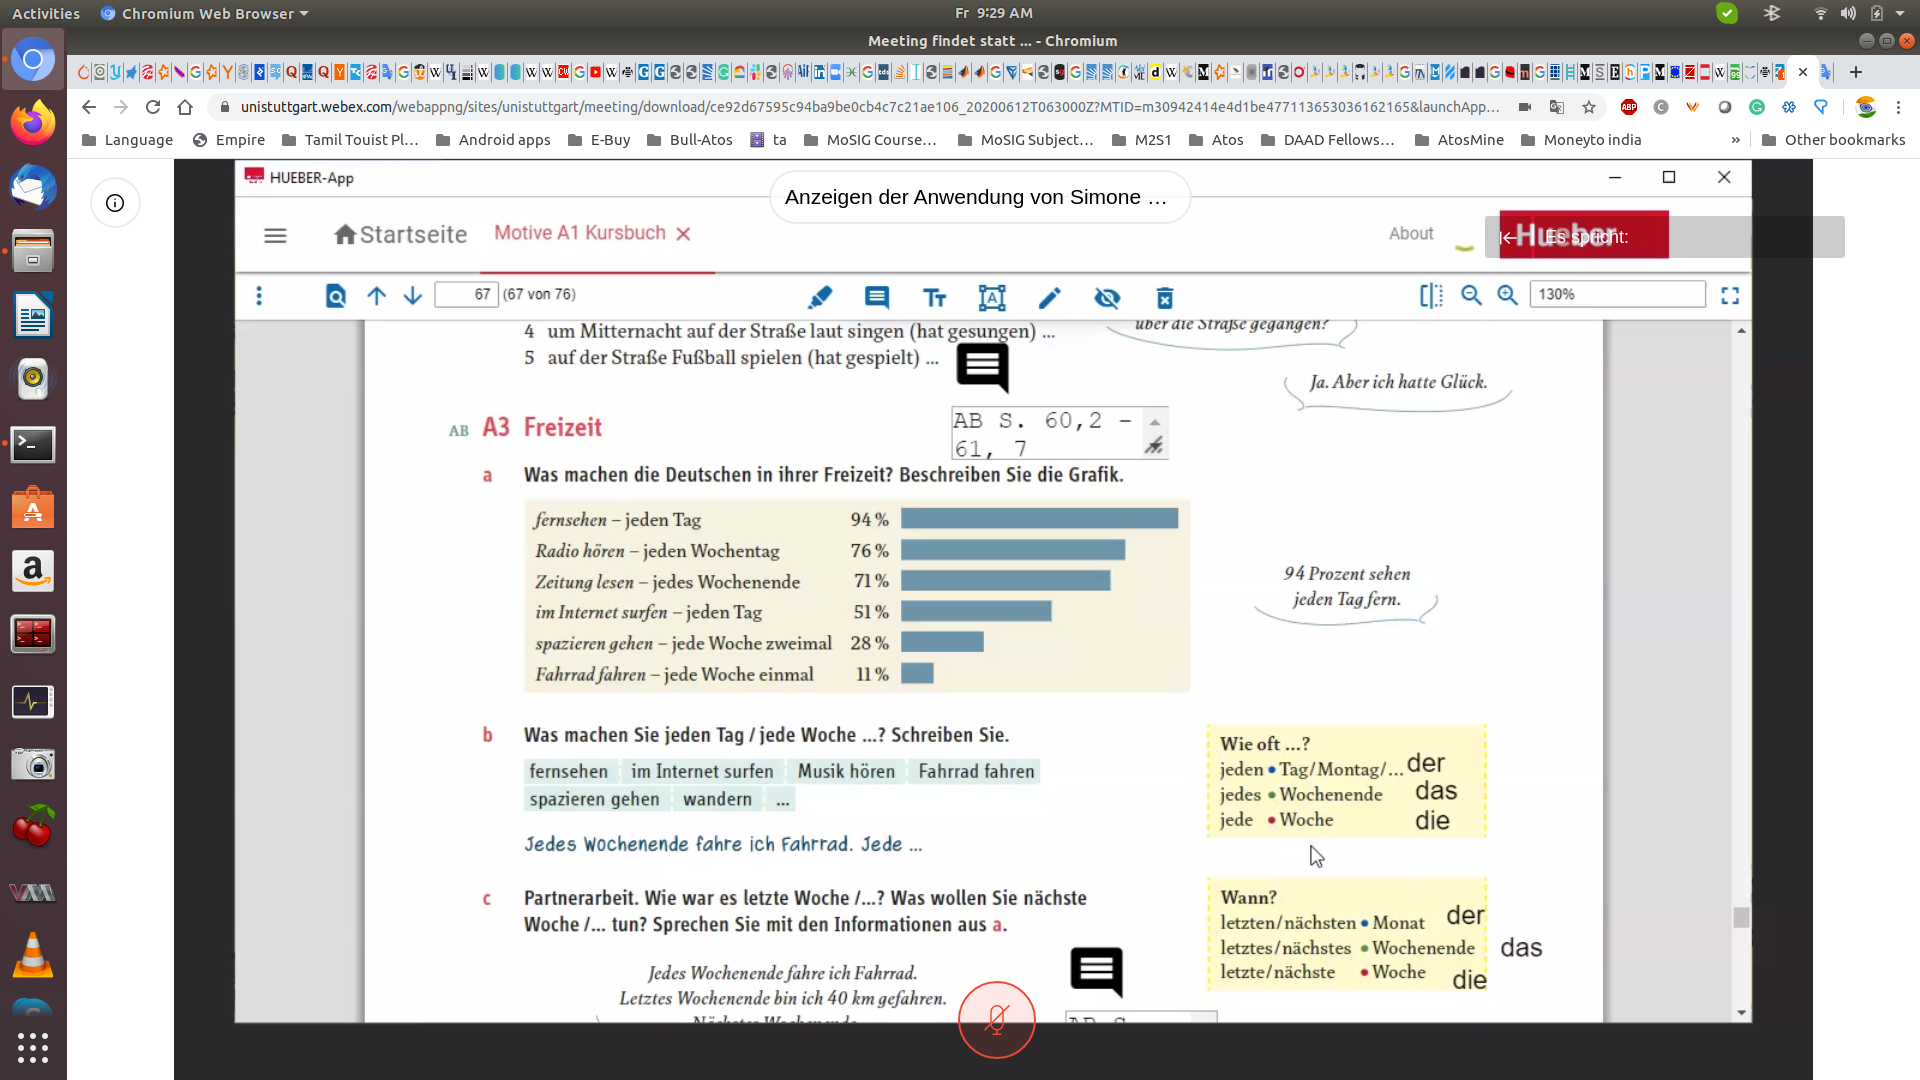 Activities
Chromium Web Browser
Fr 9:29 AM
Meeting findet statt ... - Chromium
unistuttgart.webex.com/webappng/sites/unistuttgart/meeting/download/ce92d67595c94ba9be0cb4c7c21ae106_20200612T063000Z?MTID=m30942414e4d1be477113653036162165&launchApp...
Language
Empire
Tamil Touist Pl...
Android apps
E-Buy
Bull-Atos
ta
MoSIG Course...
MoSIG Subject...
M2S1
Atos
DAAD Fellows...
AtosMine
Moneyto india
»
Other bookmarks
HUEBER-App
Anzeigen der Anwendung von Simone ...
Startseite
Motive A1 Kursbuch
About
Hueber
Es spricht:
67 (67 von 76)
130%
4 um Mitternacht auf der Straße laut singen (hat gesungen) ...
5 auf der Straße Fußball spielen (hat gespielt) ...
über die Straße gegangen?
Ja. Aber ich hatte Glück.
AB A3 Freizeit
AB S. 60,2 –
61, 7
a Was machen die Deutschen in ihrer Freizeit? Beschreiben Sie die Grafik.
fernsehen – jeden Tag 94 %
Radio hören – jeden Wochentag 76 %
Zeitung lesen – jedes Wochenende 71 %
im Internet surfen – jeden Tag 51 %
spazieren gehen – jede Woche zweimal 28 %
Fahrrad fahren – jede Woche einmal 11 %
94 Prozent sehen
jeden Tag fern.
b Was machen Sie jeden Tag / jede Woche ...? Schreiben Sie.
fernsehen im Internet surfen Musik hören Fahrrad fahren
spazieren gehen wandern ...
Jedes Wochenende fahre ich Fahrrad. Jede ...
Wie oft ...?
jeden • Tag/Montag/... der
jedes • Wochenende das
jede • Woche die
c Partnerarbeit. Wie war es letzte Woche /...? Was wollen Sie nächste
Woche /... tun? Sprechen Sie mit den Informationen aus a.
Wann?
letzten/nächsten • Monat der
letztes/nächstes • Wochenende das
letzte/nächste • Woche die
Jedes Wochenende fahre ich Fahrrad.
Letztes Wochenende bin ich 40 km gefahren.
Nächstes Wochenende
AB S